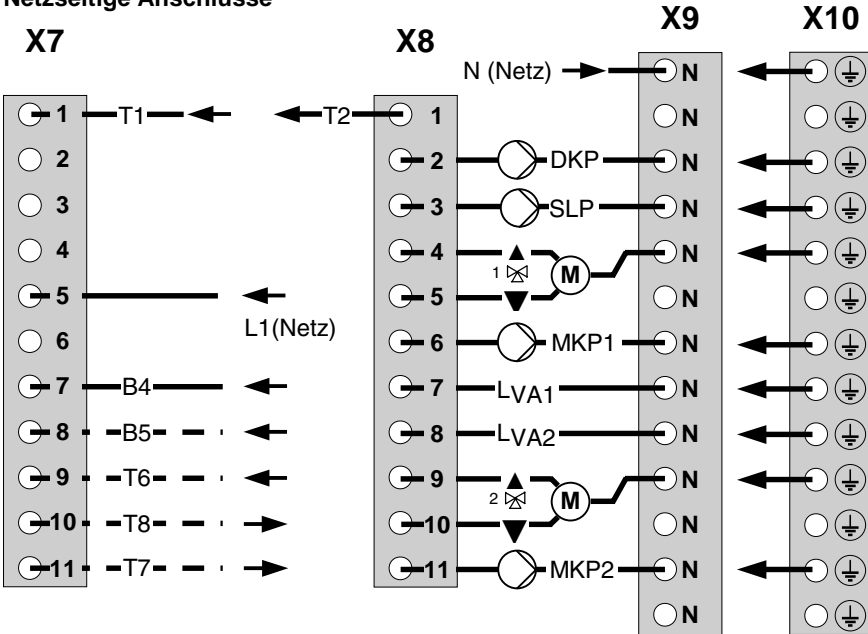 Netzseitige Anschlüsse
X7 X8 X9 X10
N (Netz) N
1 T1 T2 1 N
2 2 DKP N
3 3 SLP N
4 4 1 M N
5 5 N
L1(Netz)
6 6 MKP1 N
7 B4 7 LVA1 N
8 B5 8 LVA2 N
9 T6 9 2 M N
10 T8 10 N
11 T7 11 MKP2 N
N